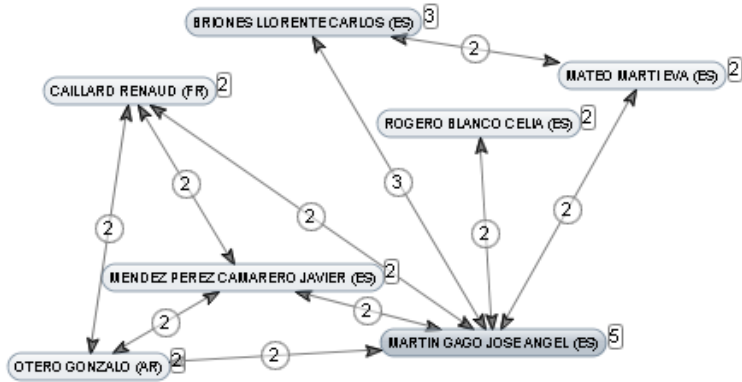 BRIONES LLORENTE CARLOS (ES) 3
2
MATEO MARTI EVA (ES) 2
CAILLARD RENAUD (FR) 2
ROGERO BLANCO CELIA (ES) 2
2
3
2
2
2
2
2
MENDEZ PEREZ CAMARERO JAVIER (ES) 2
2
2
MARTIN GAGO JOSE ANGEL (ES) 5
2
OTERO GONZALO (AR) 2